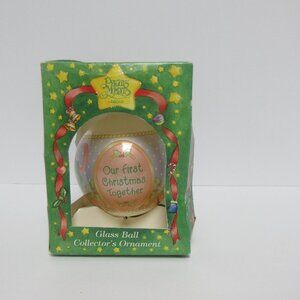 Precious
Moments
Our first
Christmas
Together
Glass Ball
Collector's Ornament